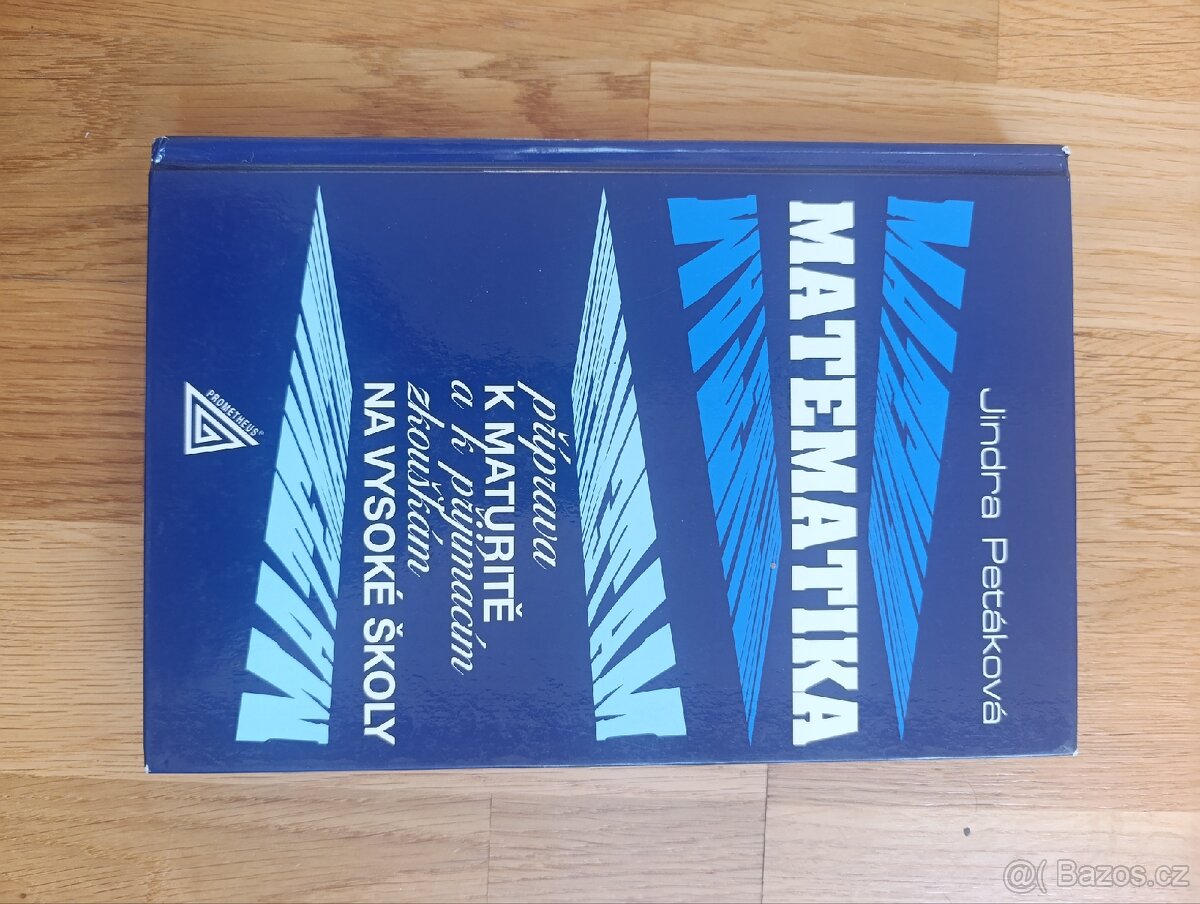 Jindra Petáková
MATEMATIKA
příprava
K MATURITĚ
a k přijímacím
zkouškám
NA VYSOKÉ ŠKOLY
PROMETHEUS®
@( Bazos.cz